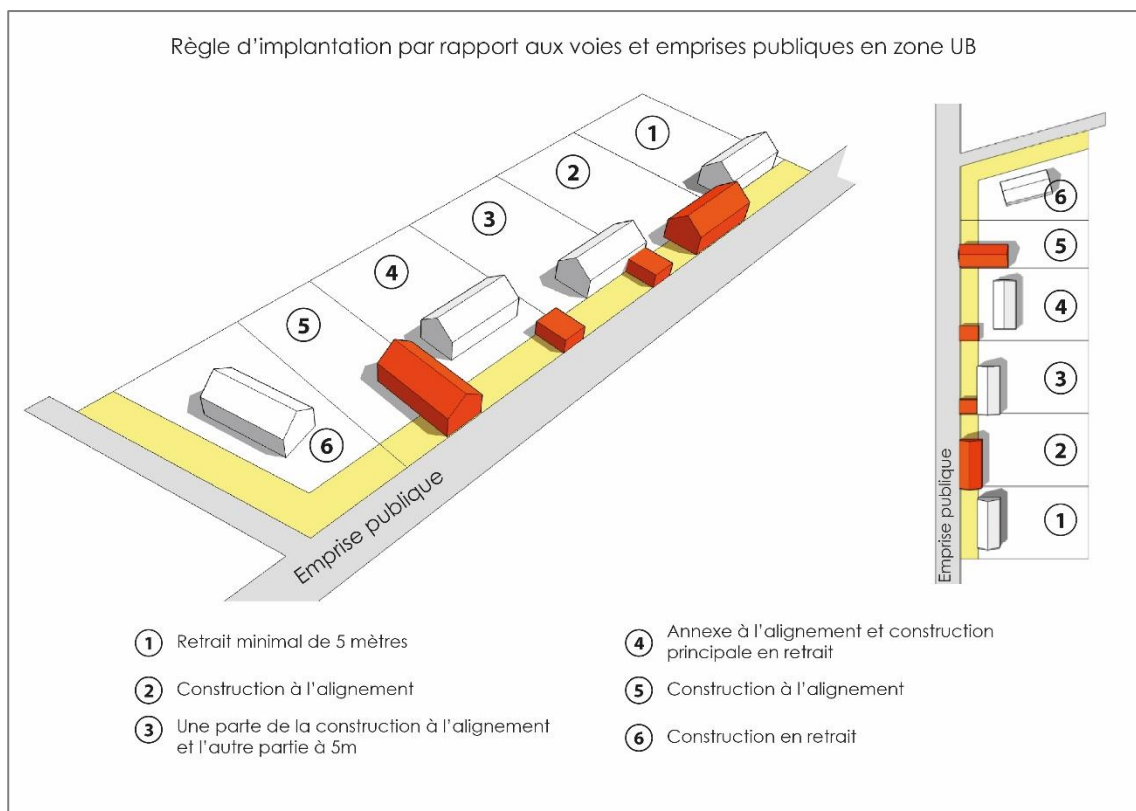 Règle d'implantation par rapport aux voies et emprises publiques en zone UB
1
2
3
4
5
6
Emprise publique
6
5
4
3
2
1
Emprise publique
1 Retrait minimal de 5 mètres
2 Construction à l'alignement
3 Une parte de la construction à l'alignement
et l'autre partie à 5m
4 Annexe à l'alignement et construction
principale en retrait
5 Construction à l'alignement
6 Construction en retrait